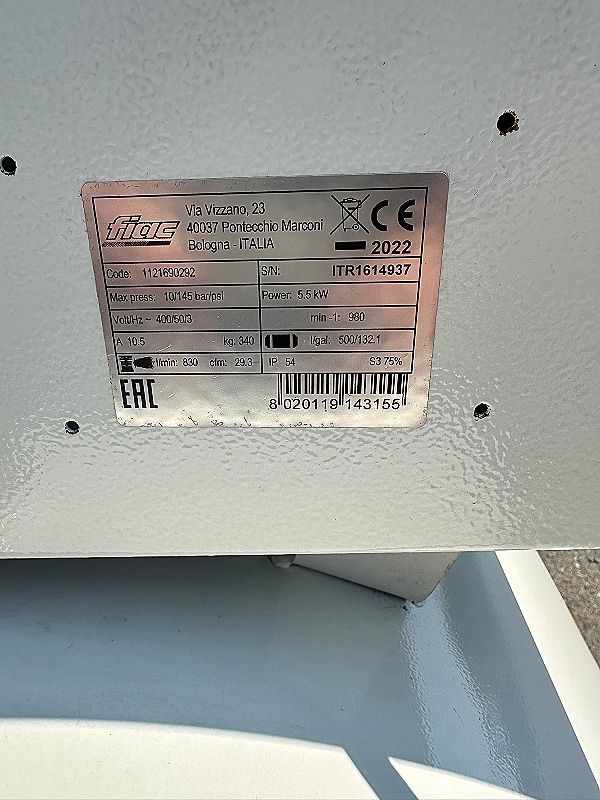 fiac
Via Vizzano, 23
40037 Pontecchio Marconi
Bologna - ITALIA
CE
2022
Code: 1121690292 S/N: ITR1614937
Max press: 10/145 bar/psi Power: 5.5 kW
Volt/Hz ~ 400/50/3 min -1: 980
A 10.5 kg: 340 l/gal: 500/132.1
l/min: 830 cfm: 29.3 IP 54 S3 75%
EAC
8 020119 143155